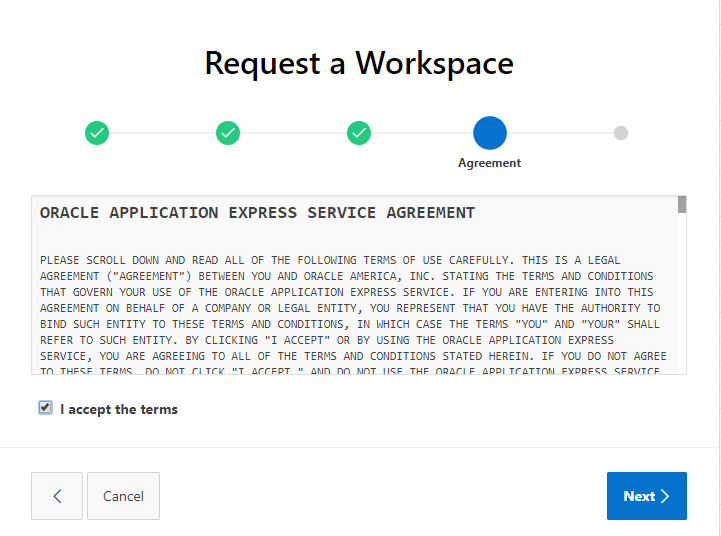 Request a Workspace
Agreement
ORACLE APPLICATION EXPRESS SERVICE AGREEMENT
PLEASE SCROLL DOWN AND READ ALL OF THE FOLLOWING TERMS OF USE CAREFULLY. THIS IS A LEGAL
AGREEMENT ("AGREEMENT") BETWEEN YOU AND ORACLE AMERICA, INC. STATING THE TERMS AND CONDITIONS
THAT GOVERN YOUR USE OF THE ORACLE APPLICATION EXPRESS SERVICE. IF YOU ARE ENTERING INTO THIS
AGREEMENT ON BEHALF OF A COMPANY OR LEGAL ENTITY, YOU REPRESENT THAT YOU HAVE THE AUTHORITY TO
BIND SUCH ENTITY TO THESE TERMS AND CONDITIONS, IN WHICH CASE THE TERMS "YOU" AND "YOUR" SHALL
REFER TO SUCH ENTITY. BY CLICKING "I ACCEPT" OR BY USING THE ORACLE APPLICATION EXPRESS
SERVICE, YOU ARE AGREEING TO ALL OF THE TERMS AND CONDITIONS STATED HEREIN. IF YOU DO NOT AGREE
TO THESE TERMS, DO NOT CLICK "I ACCEPT," AND DO NOT USE THE ORACLE APPLICATION EXPRESS SERVICE
I accept the terms
Cancel
Next